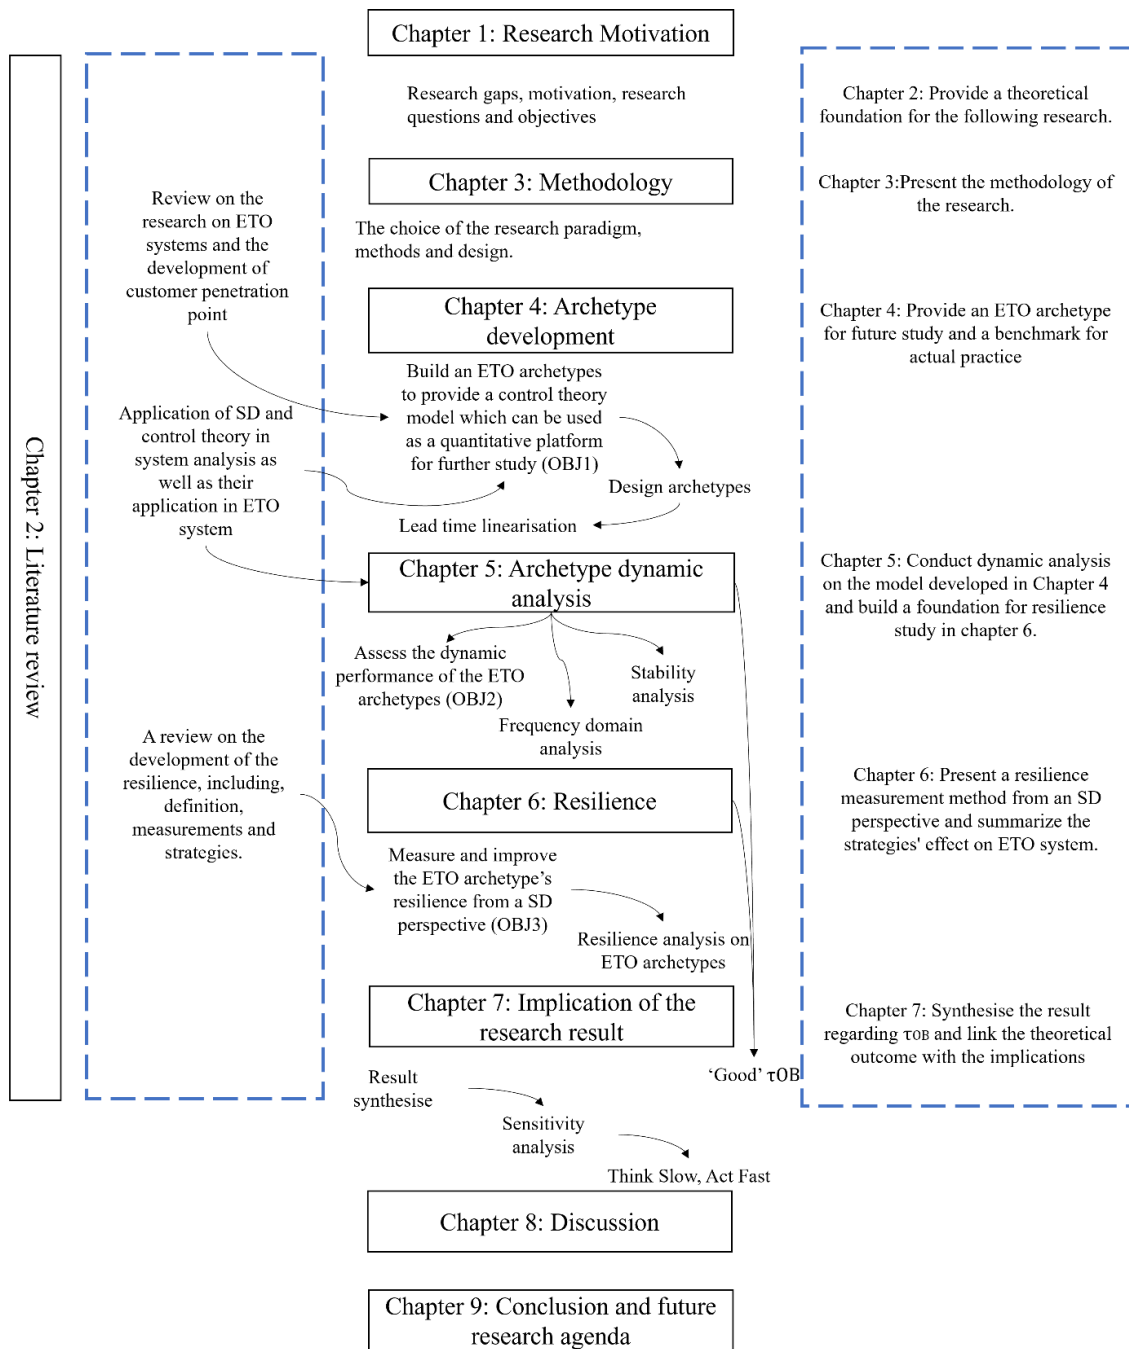 Chapter 1: Research Motivation
Research gaps, motivation, research
questions and objectives
Chapter 3: Methodology
The choice of the research paradigm,
methods and design.
Chapter 4: Archetype
development
Build an ETO archetypes
to provide a control theory
model which can be used
as a quantitative platform
for further study (OBJ1)
Design archetypes
Lead time linearisation
Chapter 5: Archetype dynamic
analysis
Assess the dynamic
performance of the ETO
archetypes (OBJ2)
Stability
analysis
Frequency domain
analysis
Chapter 6: Resilience
Measure and improve
the ETO archetype’s
resilience from a SD
perspective (OBJ3)
Resilience analysis on
ETO archetypes
Chapter 7: Implication of the
research result
‘Good’ τOB
Result
synthesise
Sensitivity
analysis
Think Slow, Act Fast
Chapter 8: Discussion
Chapter 9: Conclusion and future
research agenda
Chapter 2: Literature review
Review on the
research on ETO
systems and the
development of
customer penetration
point
Application of SD and
control theory in
system analysis as
well as their
application in ETO
system
A review on the
development of the
resilience, including,
definition,
measurements and
strategies.
Chapter 2: Provide a theoretical
foundation for the following research.
Chapter 3:Present the methodology of
the research.
Chapter 4: Provide an ETO archetype
for future study and a benchmark for
actual practice
Chapter 5: Conduct dynamic analysis
on the model developed in Chapter 4
and build a foundation for resilience
study in chapter 6.
Chapter 6: Present a resilience
measurement method from an SD
perspective and summarize the
strategies' effect on ETO system.
Chapter 7: Synthesise the result
regarding τOB and link the theoretical
outcome with the implications